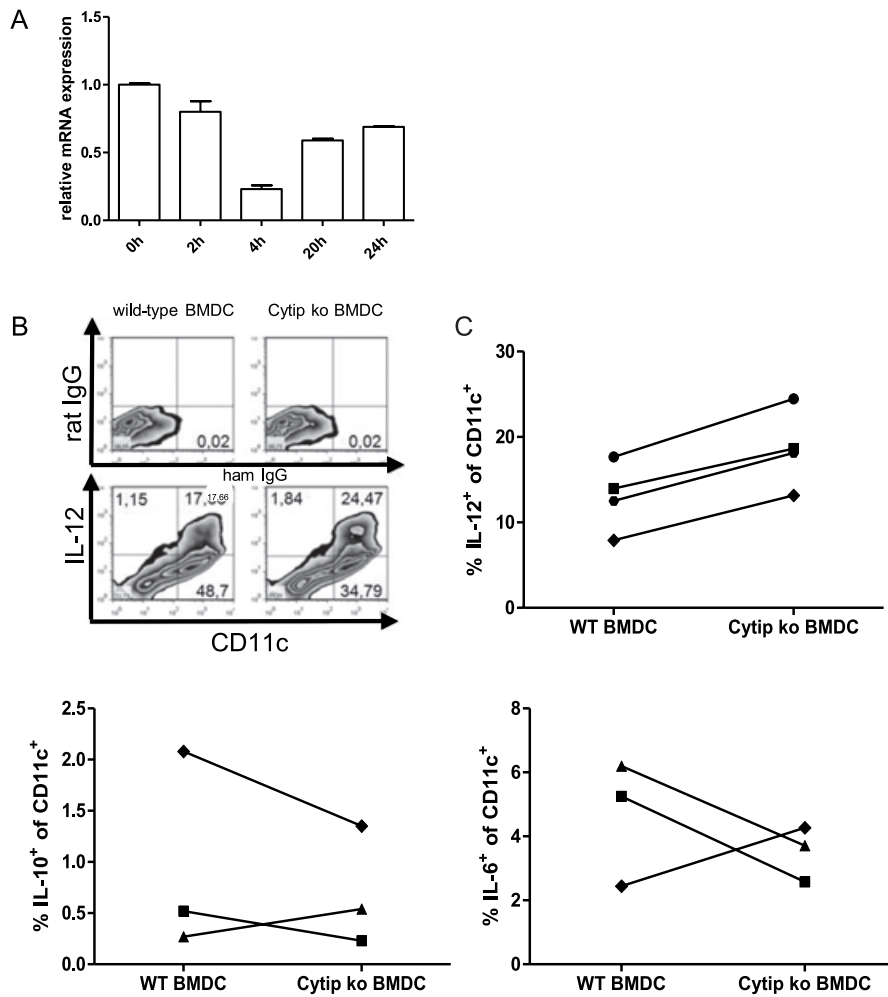 A
relative mRNA expression
1.5
1.0
0.5
0.0
0h
2h
4h
20h
24h
B
wild-type BMDC
Cytip ko BMDC
rat IgG
0,02
0,02
ham IgG
IL-12
1,15
17,66
48,7
1,84
24,47
34,79
CD11c
C
% IL-12+ of CD11c+
30
20
10
0
WT BMDC
Cytip ko BMDC
% IL-10+ of CD11c+
2.5
2.0
1.5
1.0
0.5
0.0
WT BMDC
Cytip ko BMDC
% IL-6+ of CD11c+
8
6
4
2
0
WT BMDC
Cytip ko BMDC